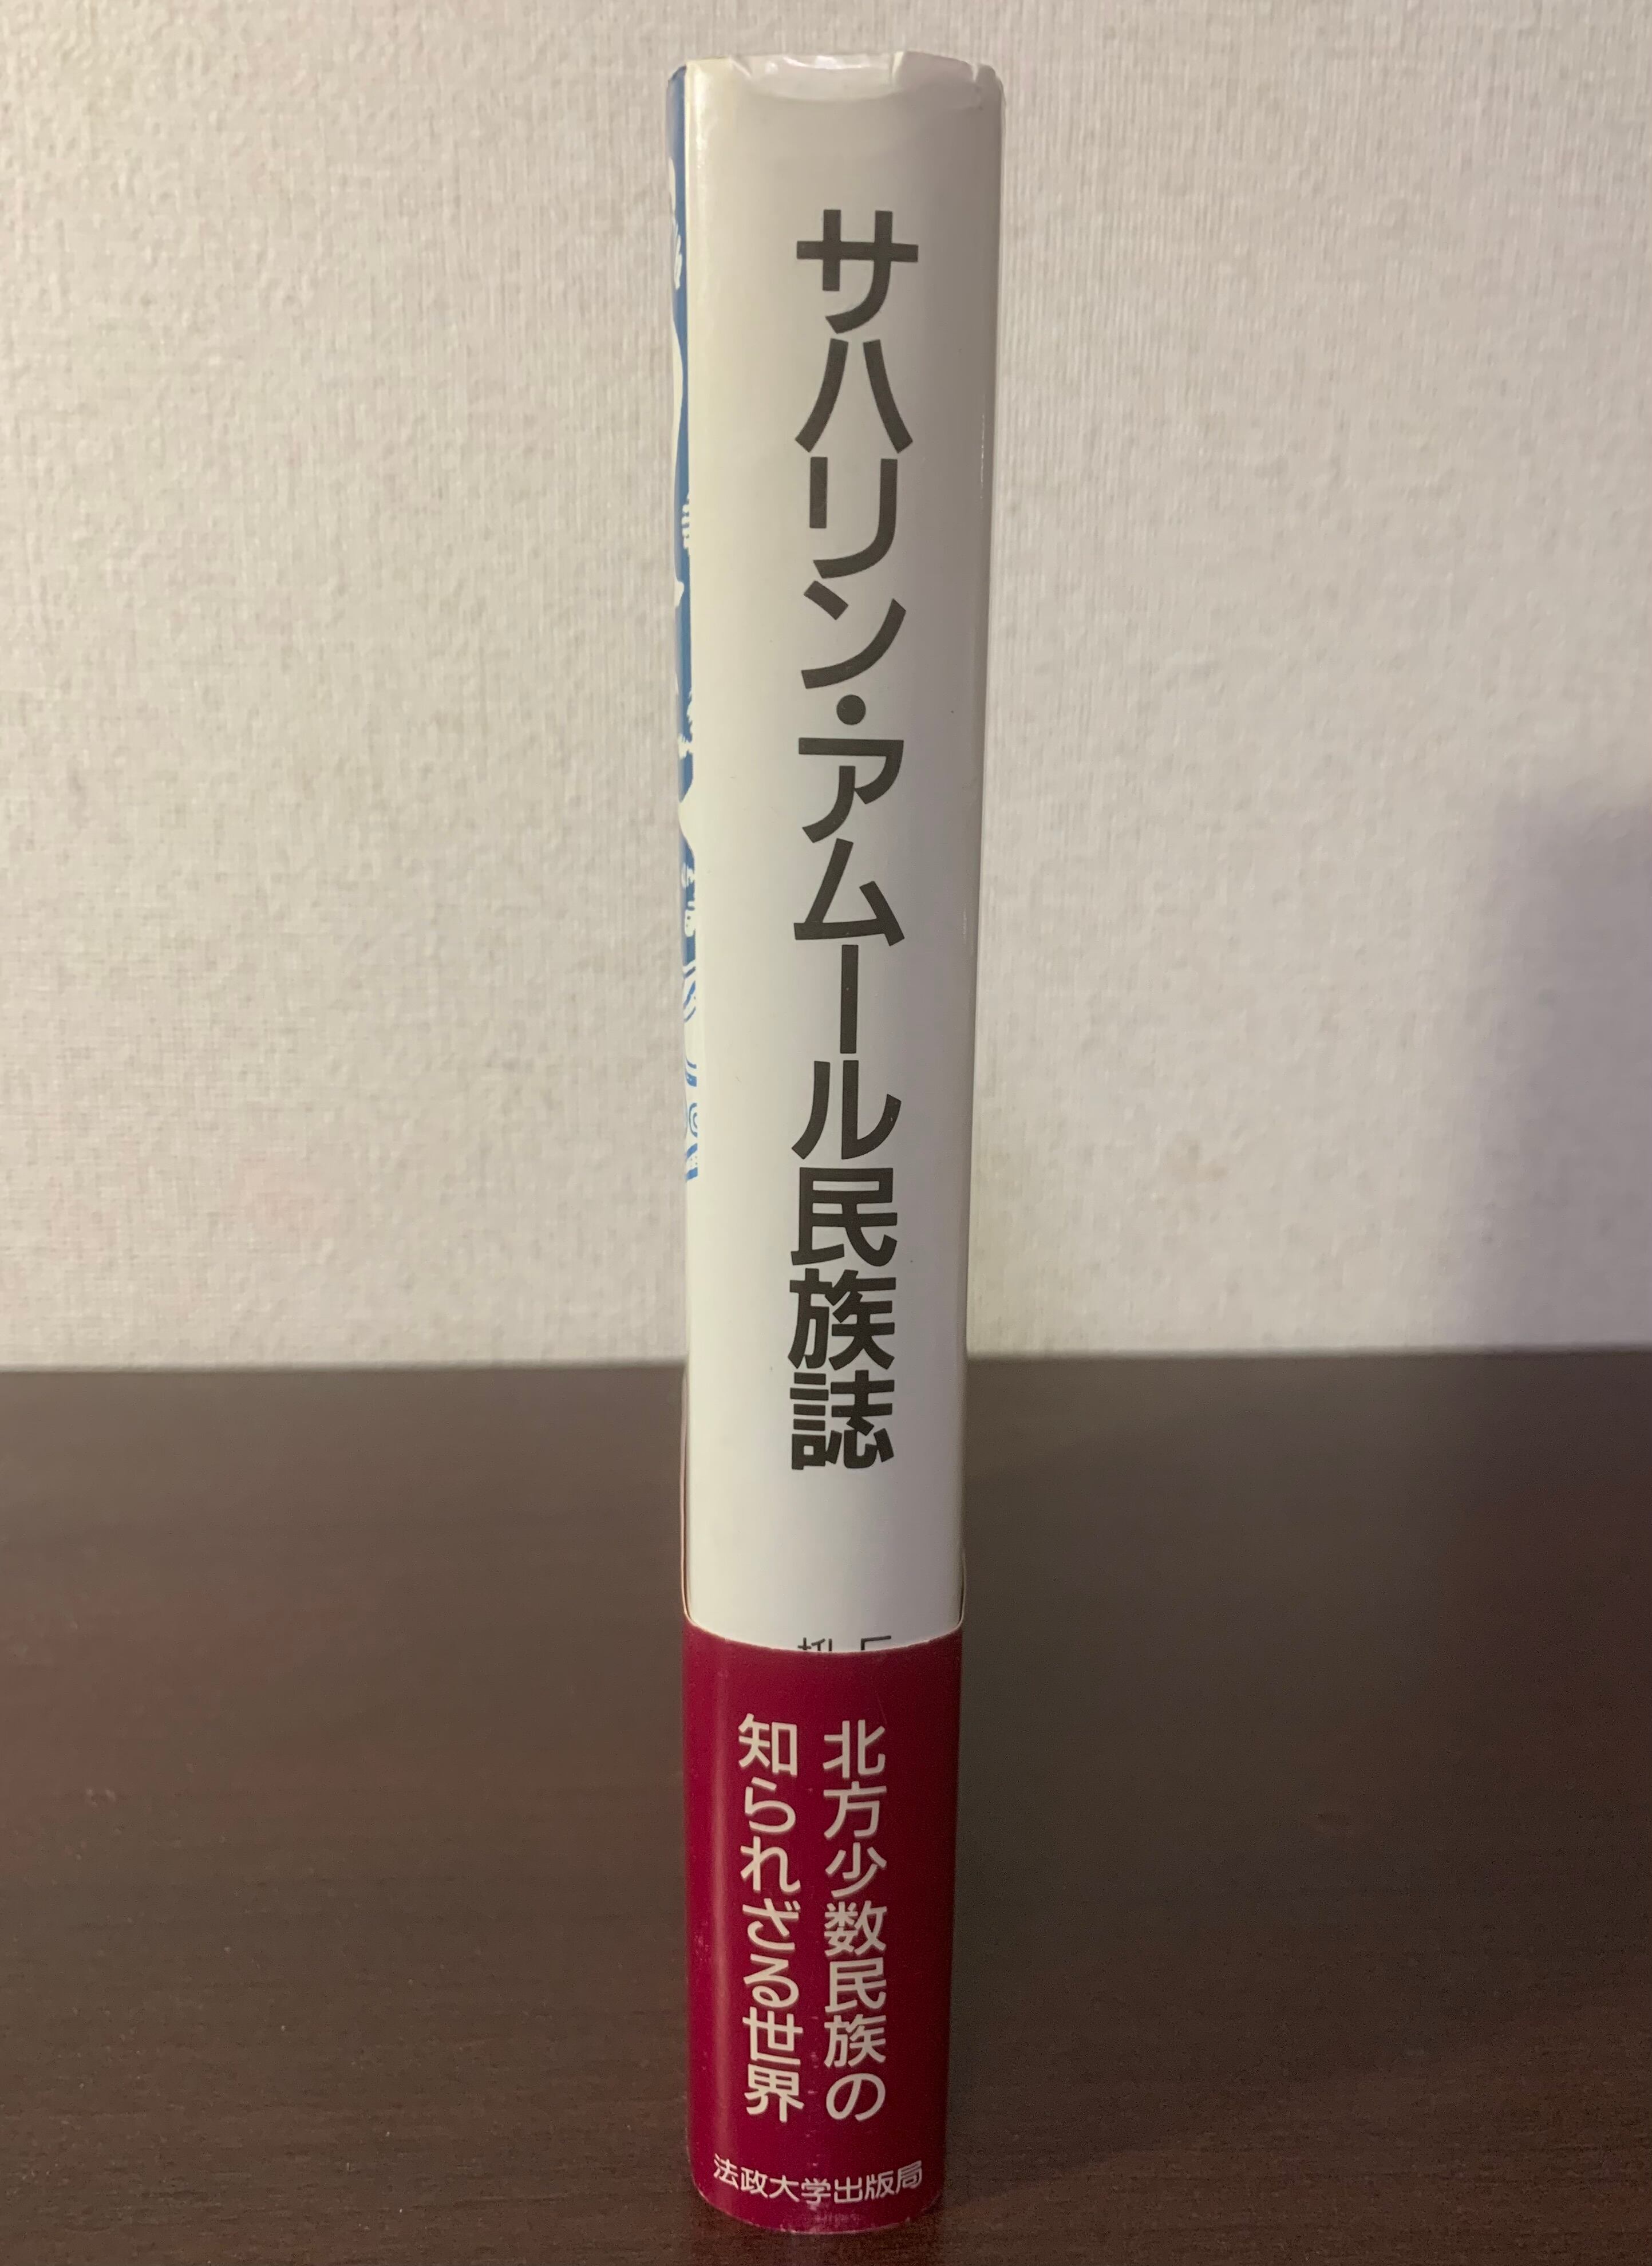 サハリン・アムール民族誌
北方少数民族の
知られざる世界
法政大学出版局